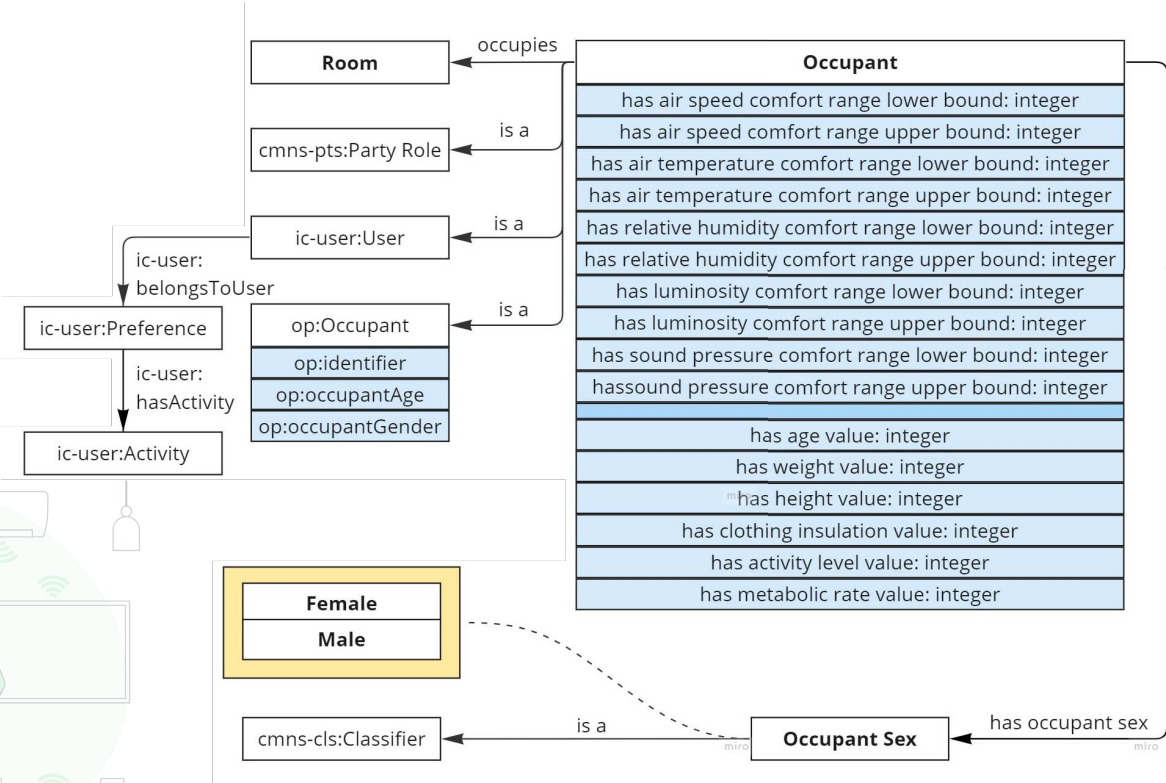 occupies
Room
Occupant
has air speed comfort range lower bound: integer
has air speed comfort range upper bound: integer
is a
cmns-pts:Party Role
has air temperature comfort range lower bound: integer
has air temperature comfort range upper bound: integer
is a
ic-user:User
has relative humidity comfort range lower bound: integer
has relative humidity comfort range upper bound: integer
ic-user:
belongsToUser
has luminosity comfort range lower bound: integer
is a
ic-user:Preference
op:Occupant
has luminosity comfort range upper bound: integer
has sound pressure comfort range lower bound: integer
op:identifier
ic-user:
hasActivity
hassound pressure comfort range upper bound: integer
op:occupantAge
op:occupantGender
has age value: integer
ic-user:Activity
has weight value: integer
miro
has height value: integer
has clothing insulation value: integer
has activity level value: integer
has metabolic rate value: integer
Female
Male
is a
has occupant sex
cmns-cls:Classifier
Occupant Sex
miro
miro